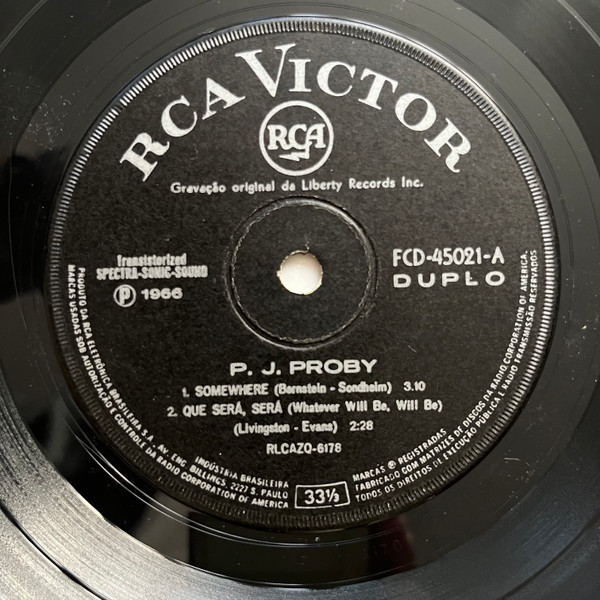 RCA VICTOR
RCA
Gravação original da Liberty Records Inc.
Transistorized
SPECTRA-SONIC-SOUND
Ⓟ 1966
FCD-45021-A
DUPLO
P. J. PROBY
1. SOMEWHERE (Bernstein - Sondheim) 3.10
2. QUE SERÁ, SERÁ (Whatever Will Be, Will Be)
(Livingston - Evans) 2:28
RLCAZQ-6178
33⅓
PRODUTO DA RCA ELETRÔNICA BRASILEIRA S.A. AV. ENG. BILLINGS, 2227 S. PAULO
INDÚSTRIA BRASILEIRA
MARCAS USADAS SOB AUTORIZAÇÃO E CONTROLE DA RADIO CORPORATION OF AMERICA
MARCAS ® REGISTRADAS
FABRICADO COM MATRIZES DE DISCOS DA RADIO CORPORATION OF AMERICA.
TODOS OS DIREITOS DE EXECUÇÃO PÚBLICA E RADIO TRANSMISSÃO RESERVADOS